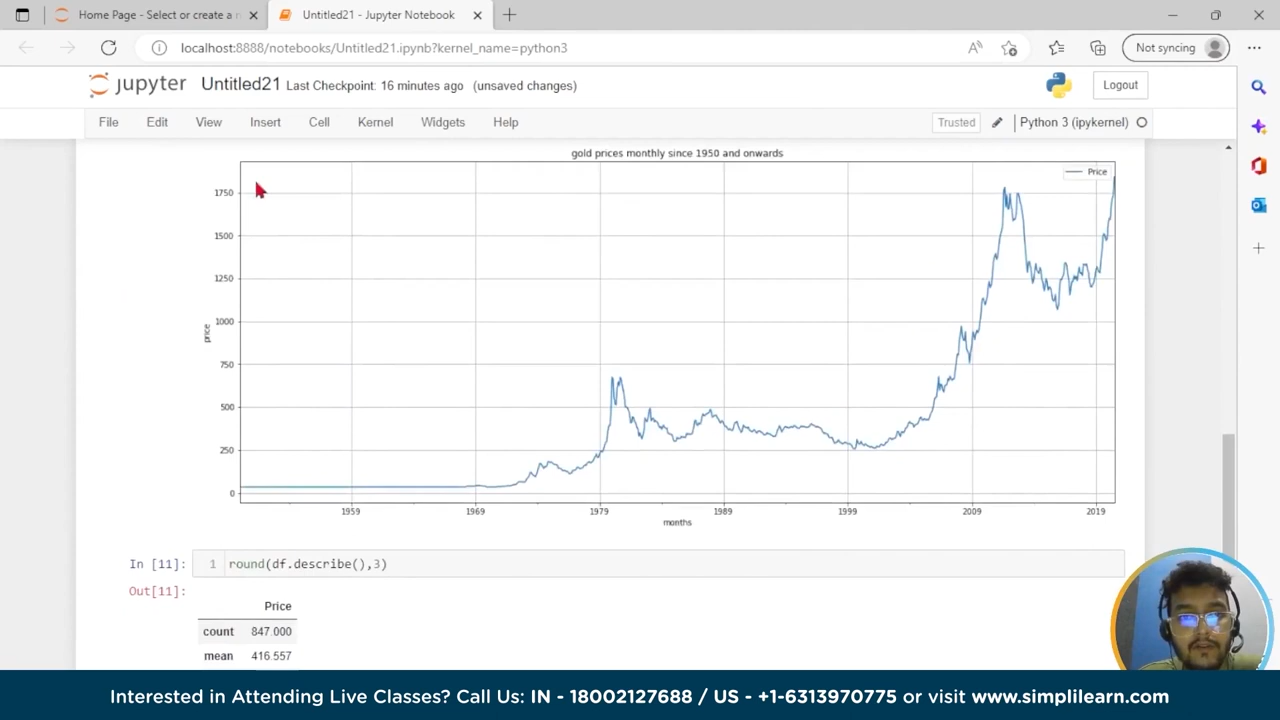 Home Page - Select or create a n
Untitled21 - Jupyter Notebook
localhost:8888/notebooks/Untitled21.ipynb?kernel_name=python3
Not syncing
jupyter Untitled21 Last Checkpoint: 16 minutes ago (unsaved changes)
Logout
File Edit View Insert Cell Kernel Widgets Help
Trusted
Python 3 (ipykernel)
gold prices monthly since 1950 and onwards
Price
1750
1500
1250
1000
750
500
250
0
price
1959 1969 1979 1989 1999 2009 2019
months
In [11]: 1 round(df.describe(),3)
Out[11]:
Price
count 847.000
mean 416.557
Interested in Attending Live Classes? Call Us: IN - 18002127688 / US - +1-6313970775 or visit www.simplilearn.com